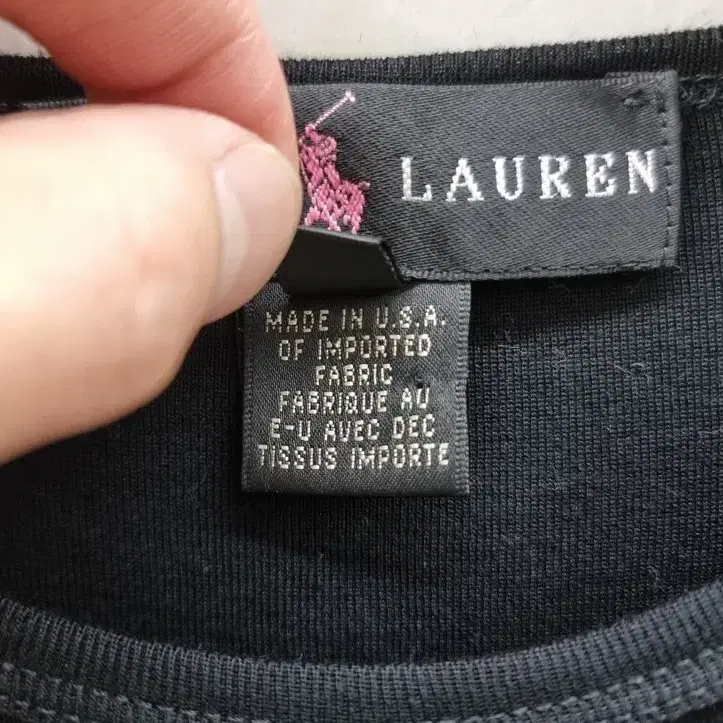 LAUREN
MADE IN U.S.A.
OF IMPORTED
FABRIC
FABRIQUE AU
E-U AVEC DEC
TISSUS IMPORTE